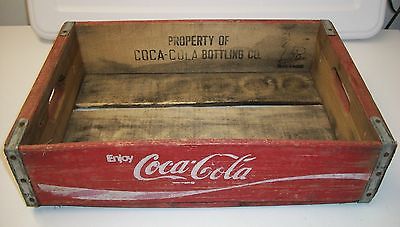 PROPERTY OF
COCA-COLA BOTTLING CO.
Enjoy
Coca-Cola